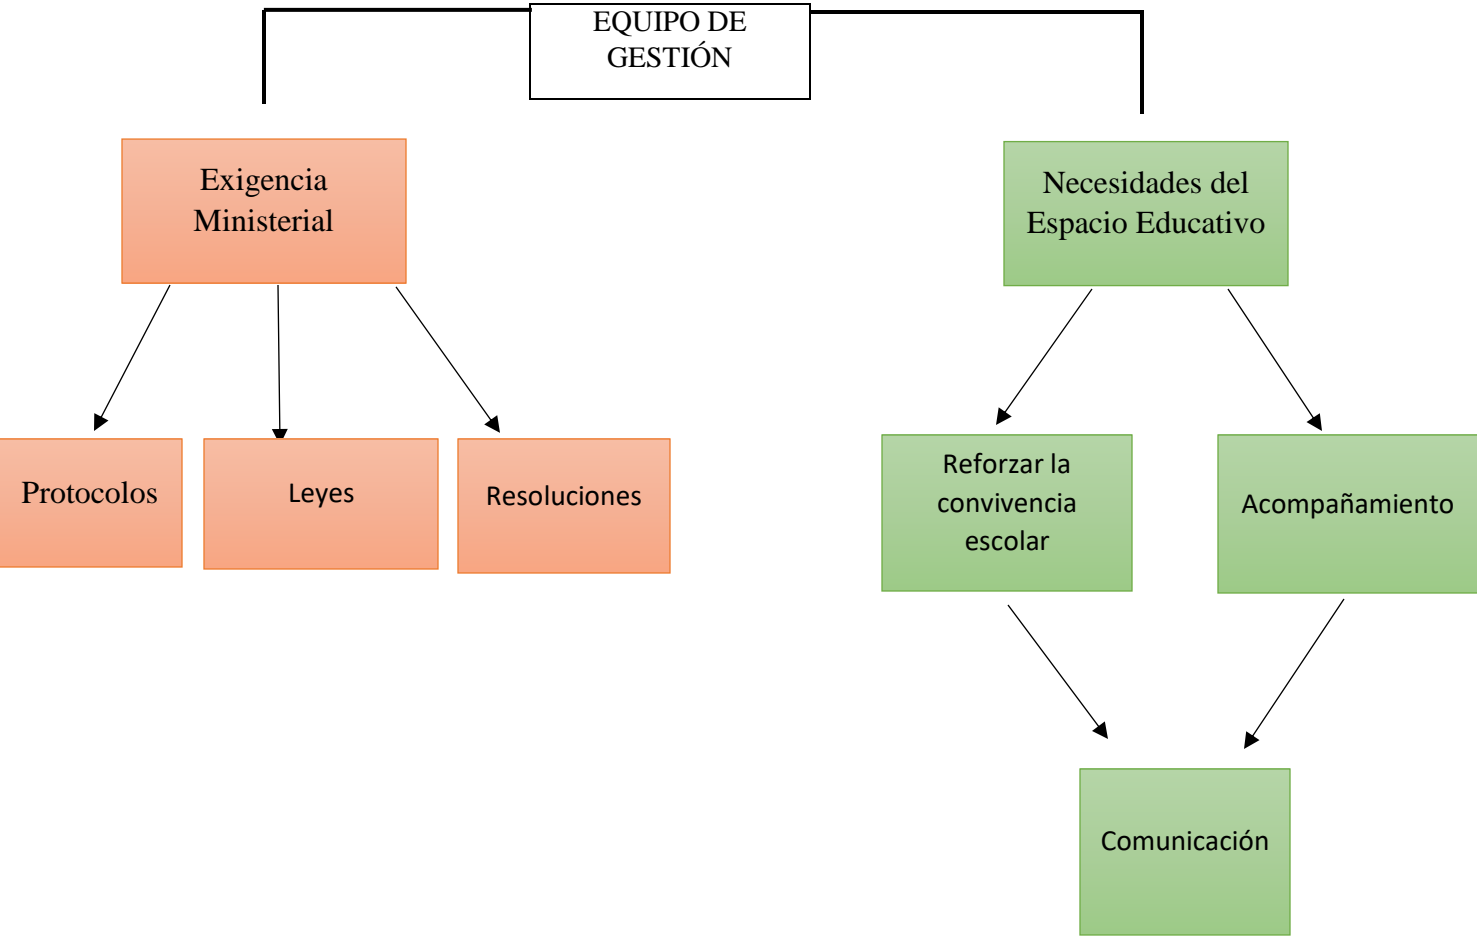 EQUIPO DE
GESTIÓN
Exigencia
Ministerial
Necesidades del
Espacio Educativo
Protocolos
Leyes
Resoluciones
Reforzar la
convivencia
escolar
Acompañamiento
Comunicación